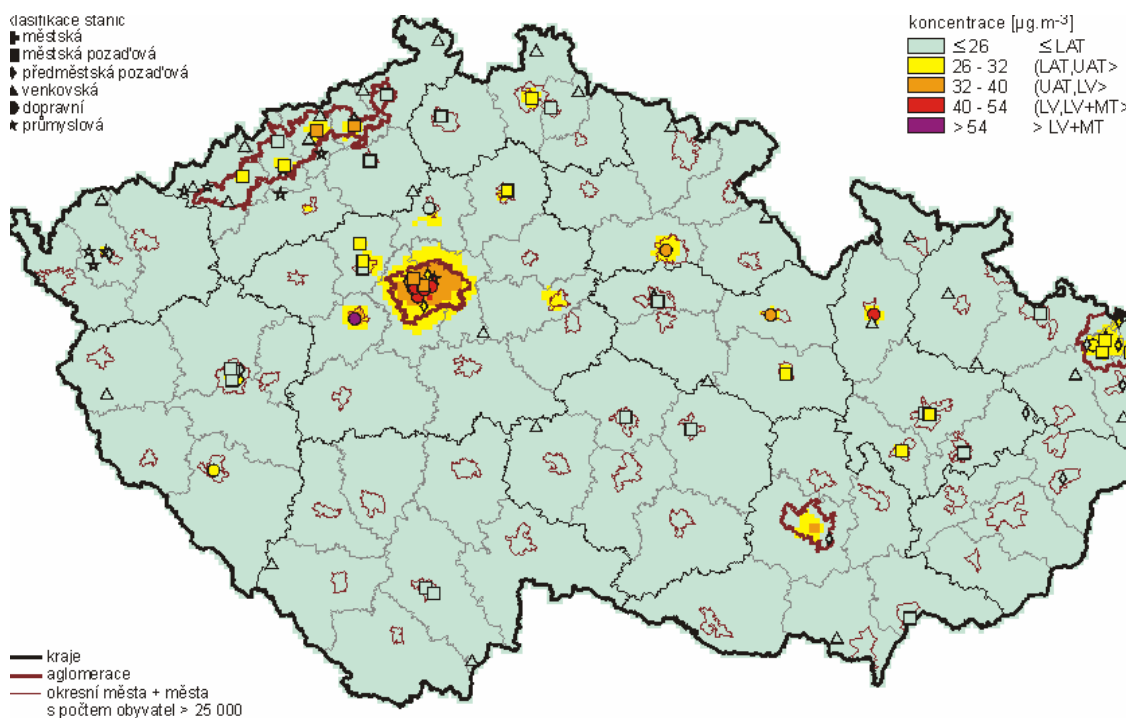 klasifikace stanic
městská
městská pozaďová
předměstská pozaďová
venkovská
dopravní
průmyslová
koncentrace [µg.m-³]
≤26 ≤LAT
26 - 32 (LAT,UAT>
32 - 40 (UAT,LV>
40 - 54 (LV,LV+MT>
> 54 > LV+MT
kraje
aglomerace
okresní města + města
s počtem obyvatel > 25 000